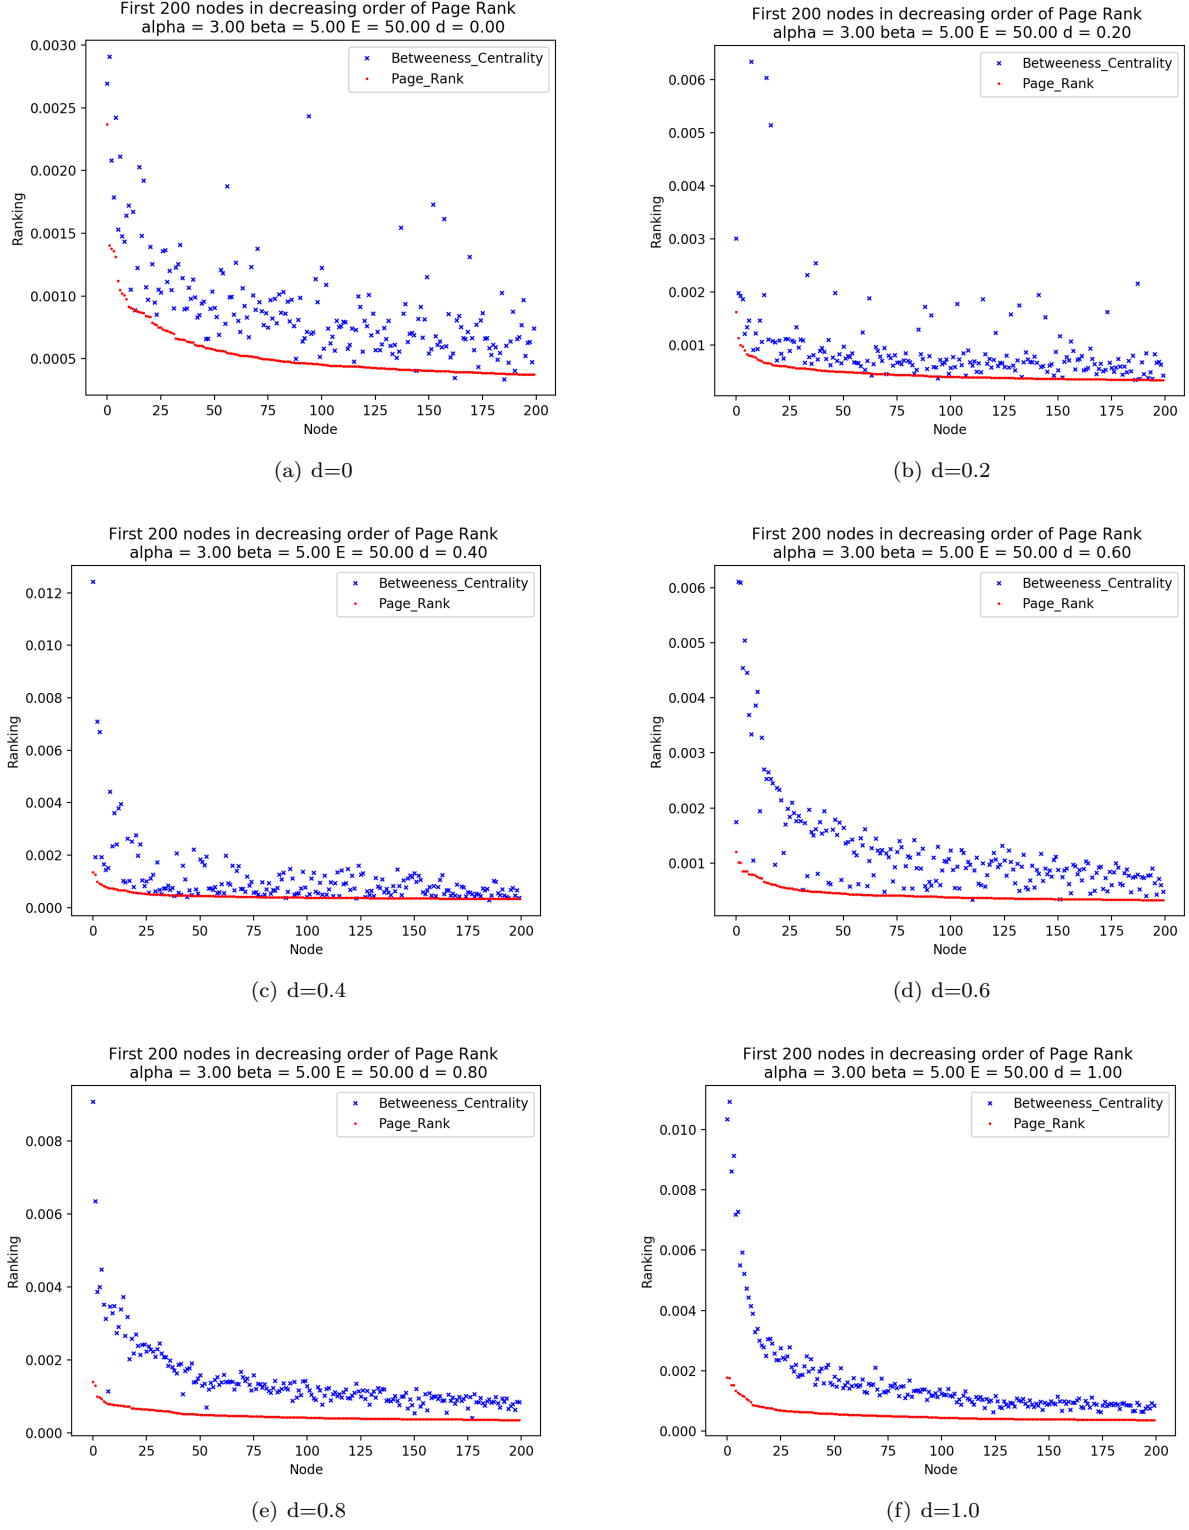 First 200 nodes in decreasing order of Page Rank
alpha = 3.00 beta = 5.00 E = 50.00 d = 0.00
0.0030
0.0025
0.0020
0.0015
0.0010
0.0005
Ranking
Betweeness_Centrality
Page_Rank
0 25 50 75 100 125 150 175 200
Node
(a) d=0
First 200 nodes in decreasing order of Page Rank
alpha = 3.00 beta = 5.00 E = 50.00 d = 0.20
0.006
0.005
0.004
0.003
0.002
0.001
Ranking
Betweeness_Centrality
Page_Rank
0 25 50 75 100 125 150 175 200
Node
(b) d=0.2
First 200 nodes in decreasing order of Page Rank
alpha = 3.00 beta = 5.00 E = 50.00 d = 0.40
0.012
0.010
0.008
0.006
0.004
0.002
0.000
Ranking
Betweeness_Centrality
Page_Rank
0 25 50 75 100 125 150 175 200
Node
(c) d=0.4
First 200 nodes in decreasing order of Page Rank
alpha = 3.00 beta = 5.00 E = 50.00 d = 0.60
0.006
0.005
0.004
0.003
0.002
0.001
Ranking
Betweeness_Centrality
Page_Rank
0 25 50 75 100 125 150 175 200
Node
(d) d=0.6
First 200 nodes in decreasing order of Page Rank
alpha = 3.00 beta = 5.00 E = 50.00 d = 0.80
0.008
0.006
0.004
0.002
0.000
Ranking
Betweeness_Centrality
Page_Rank
0 25 50 75 100 125 150 175 200
Node
(e) d=0.8
First 200 nodes in decreasing order of Page Rank
alpha = 3.00 beta = 5.00 E = 50.00 d = 1.00
0.010
0.008
0.006
0.004
0.002
0.000
Ranking
Betweeness_Centrality
Page_Rank
0 25 50 75 100 125 150 175 200
Node
(f) d=1.0